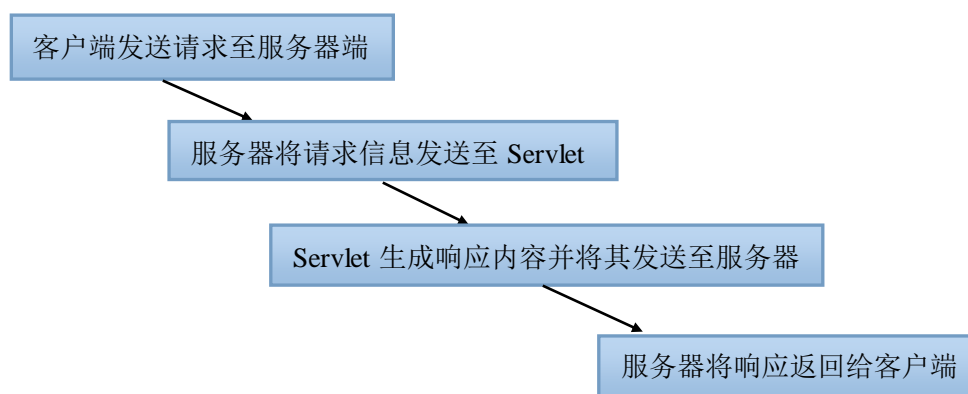 客户端发送请求至服务器端
服务器将请求信息发送至 Servlet
Servlet 生成响应内容并将其发送至服务器
服务器将响应返回给客户端